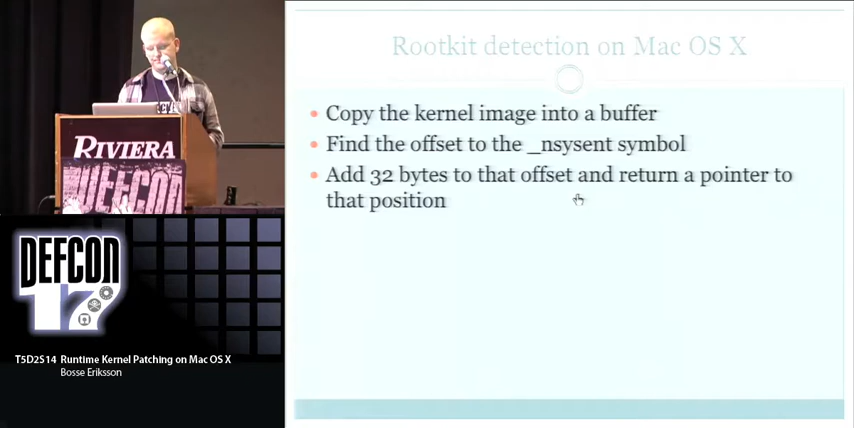 Rootkit detection on Mac OS X
• Copy the kernel image into a buffer
• Find the offset to the _nsysent symbol
• Add 32 bytes to that offset and return a pointer to
that position
RIVIERA
DEFCON
DEFCON
17
T5D2S14 Runtime Kernel Patching on Mac OS X
Bosse Eriksson